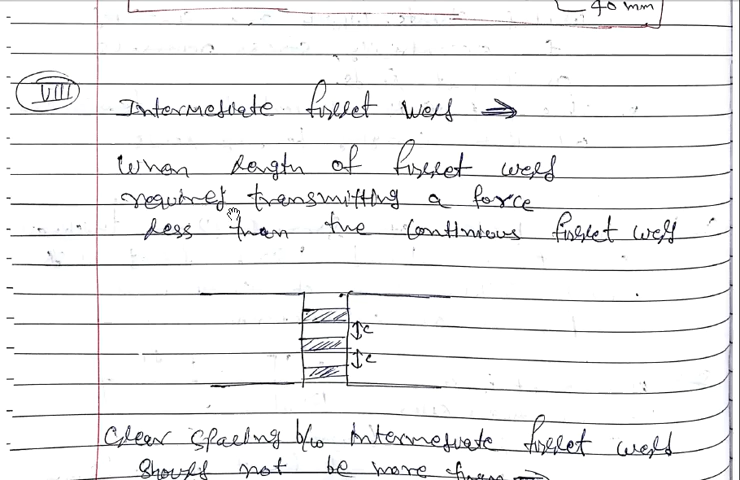 40 mm
VIII
Intermediate fillet weld ⇒
When length of fillet weld
required transmitting a force
less than the continious fillet weld
c
c
Clear spacing b/w intermediate fillet weld
should not be more than →